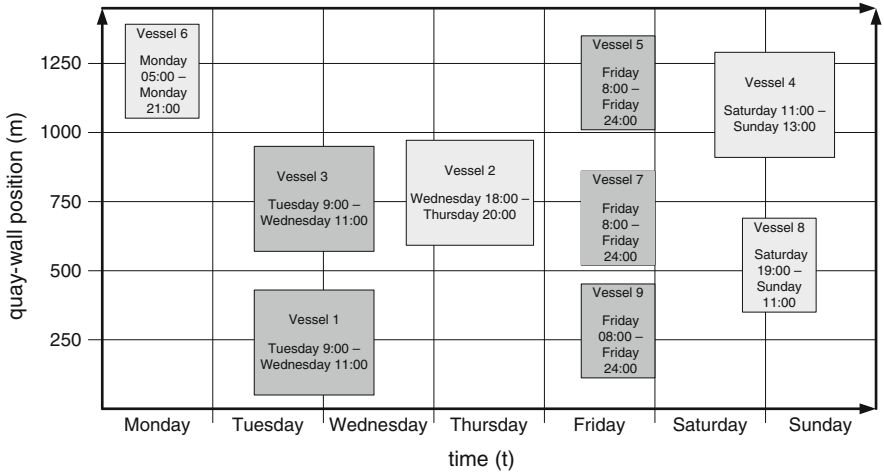 Vessel 6
Monday
05:00 –
Monday
21:00
Vessel 5
Friday
8:00 –
Friday
24:00
Vessel 4
Saturday 11:00 –
Sunday 13:00
Vessel 3
Tuesday 9:00 –
Wednesday 11:00
Vessel 2
Wednesday 18:00 –
Thursday 20:00
Vessel 7
Friday
8:00 –
Friday
24:00
Vessel 8
Saturday
19:00 –
Sunday
11:00
Vessel 1
Tuesday 9:00 –
Wednesday 11:00
Vessel 9
Friday
08:00 –
Friday
24:00
quay-wall position (m)
1250
1000
750
500
250
Monday
Tuesday
Wednesday
Thursday
Friday
Saturday
Sunday
time (t)